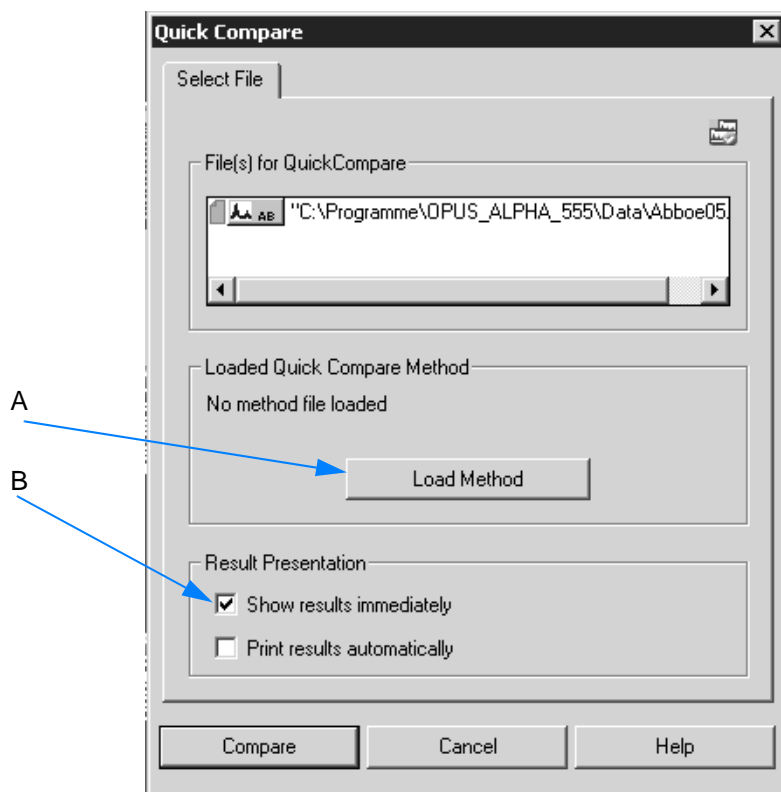 Quick Compare
Select File
File(s) for QuickCompare
AB "C:\Programme\OPUS_ALPHA_555\Data\Abboe05.
Loaded Quick Compare Method
No method file loaded
A
Load Method
B
Result Presentation
Show results immediately
Print results automatically
Compare Cancel Help